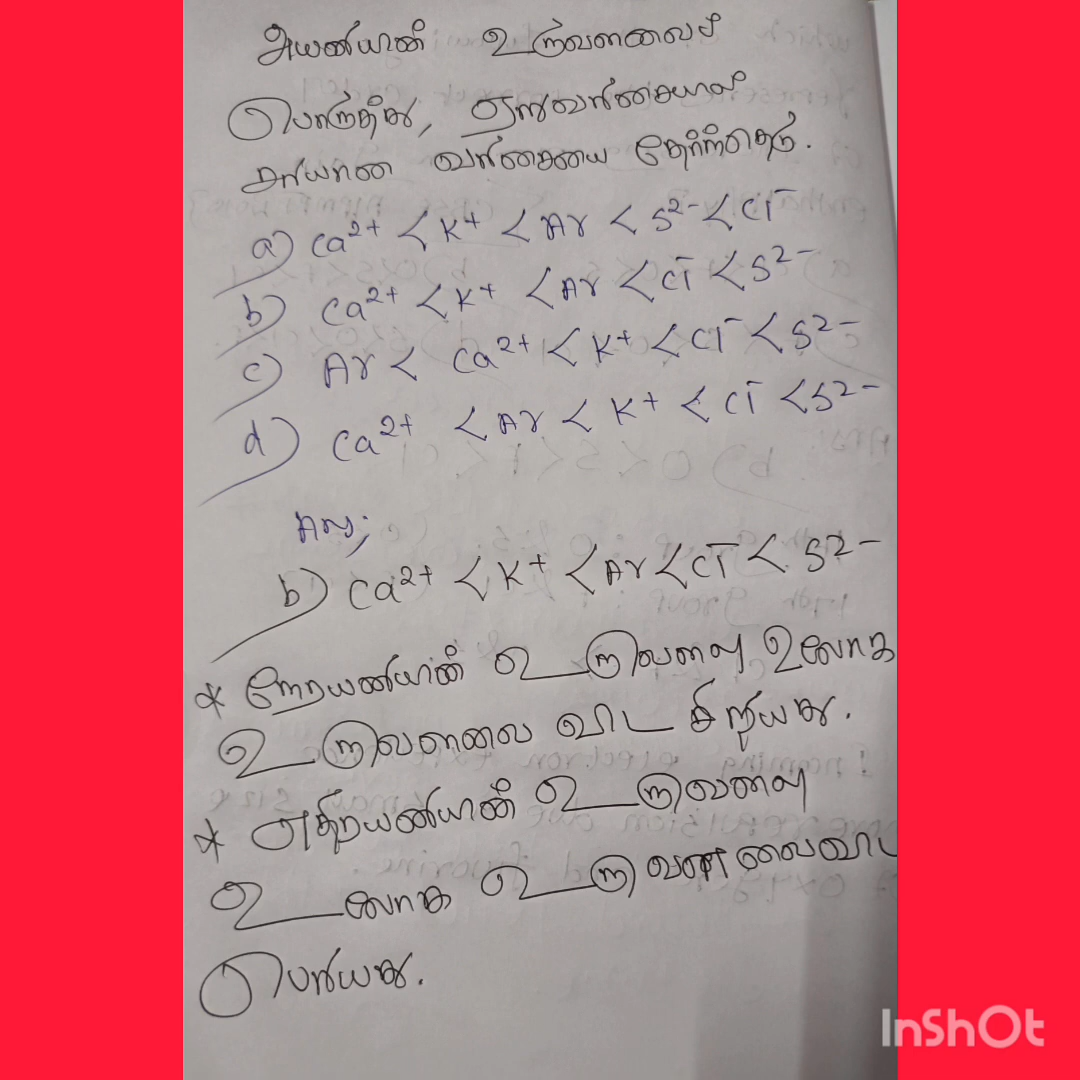 அயனியான் உருவளவைப்
பொருத்து, ஏறுவரிசையில்
சரியான வரிசையை தேர்ந்தெடு.
a) Ca²⁺ < K⁺ < Ar < S²⁻ < Cl⁻
b) Ca²⁺ < K⁺ < Ar < Cl⁻ < S²⁻
c) Ar < Ca²⁺ < K⁺ < Cl⁻ < S²⁻
d) Ca²⁺ < Ar < K⁺ < Cl⁻ < S²⁻
Ans;
b) Ca²⁺ < K⁺ < Ar < Cl⁻ < S²⁻
* நேரயனியான் உருவளவு உலோக
உருவளவை விட சிறியது.
* எதிரயனியான் உருவளவு
உலோக உருவளவை விட
பெரியது.
InShOt